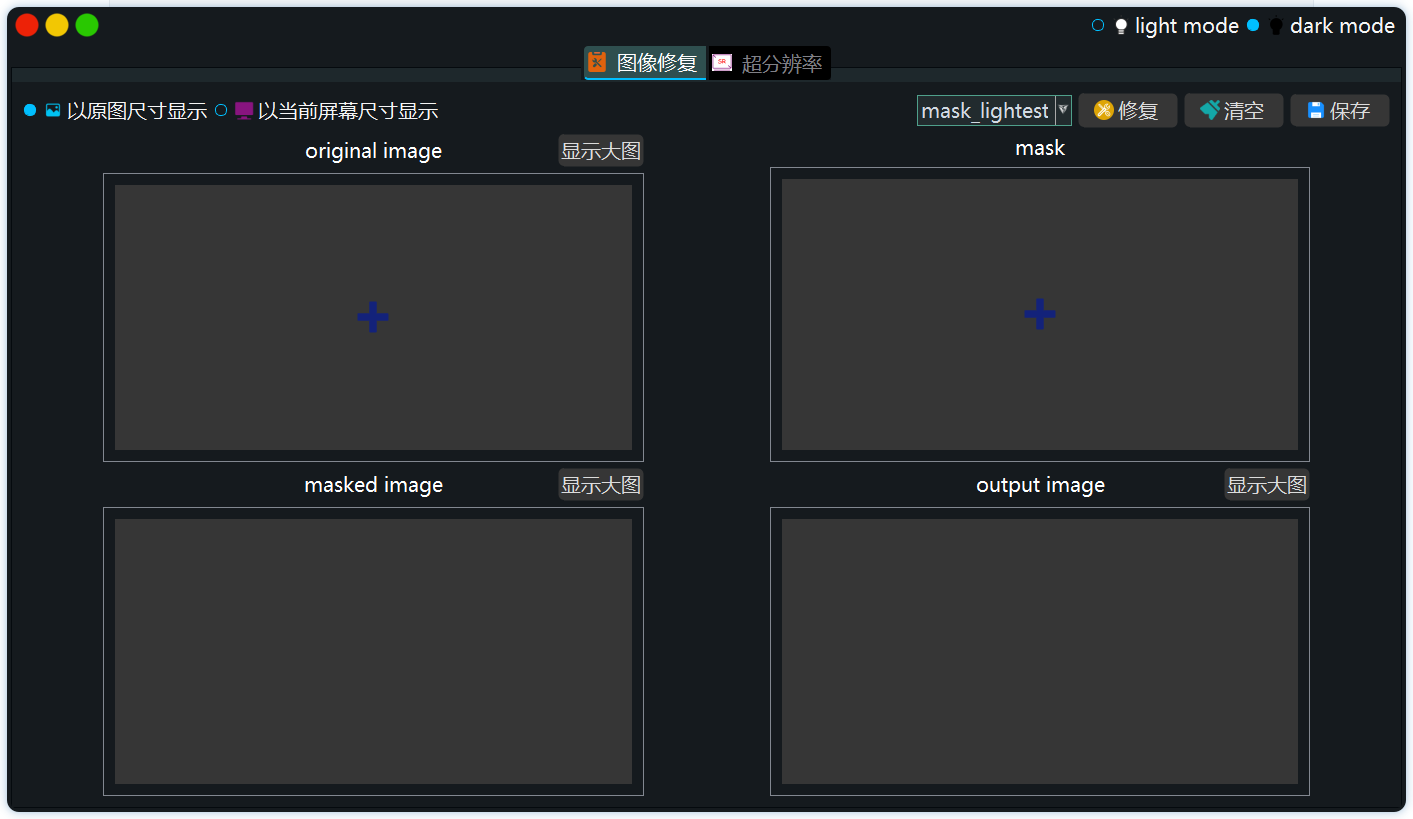 light mode dark mode
图像修复 SR 超分辨率
以原图尺寸显示 以当前屏幕尺寸显示 mask_lightest 修复 清空 保存
original image 显示大图 mask
masked image 显示大图 output image 显示大图